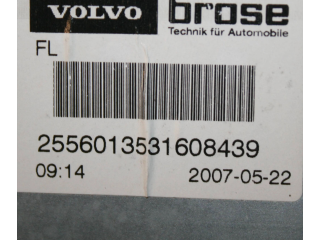 VOLVO brose
Technik für Automobile
FL
2556013531608439
09:14 2007-05-22